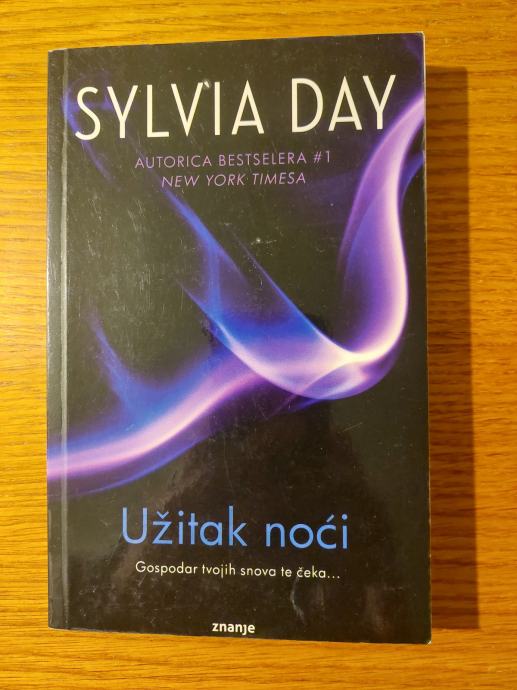 SYLVIA DAY
AUTORICA BESTSELERA #1
NEW YORK TIMESA
Užitak noći
Gospodar tvojih snova te čeka...
znanje